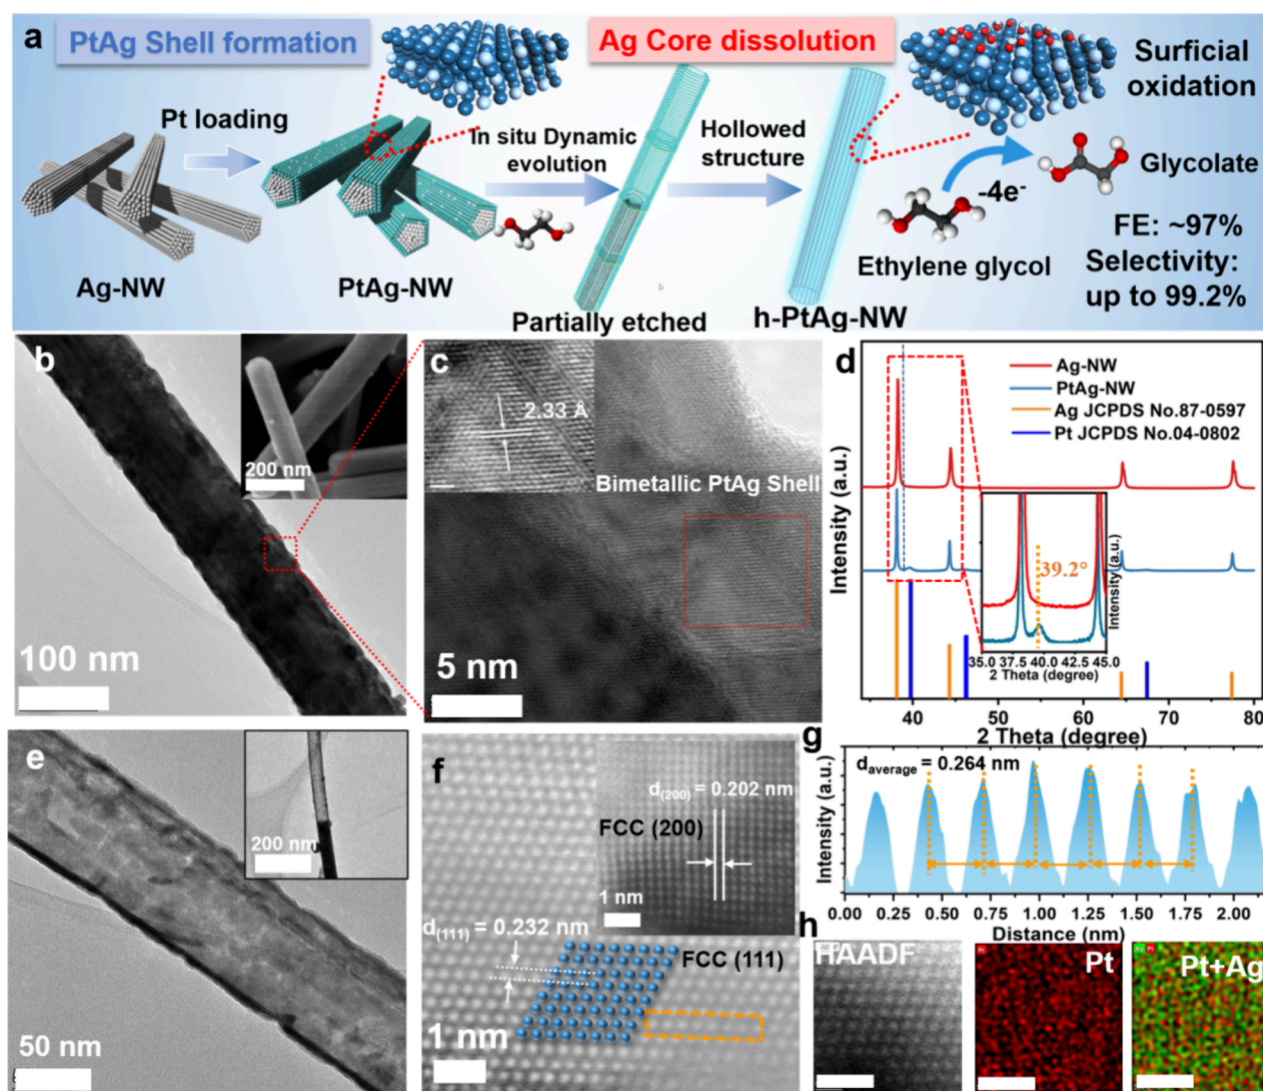 a
PtAg Shell formation
Ag Core dissolution
Surficial
oxidation
Pt loading
In situ Dynamic
evolution
Hollowed
structure
-4e⁻
Glycolate
FE: ~97%
Selectivity:
up to 99.2%
Ethylene glycol
Ag-NW
PtAg-NW
Partially etched
h-PtAg-NW
b
200 nm
100 nm
c
2.33 Å
Bimetallic PtAg Shell
5 nm
d
Ag-NW
PtAg-NW
Ag JCPDS No.87-0597
Pt JCPDS No.04-0802
Intensity (a.u.)
39.2°
Intensity (a.u.)
35.0 37.5 40.0 42.5 45.0
2 Theta (degree)
40 50 60 70 80
2 Theta (degree)
e
200 nm
50 nm
f
d(200) = 0.202 nm
FCC (200)
1 nm
d(111) = 0.232 nm
FCC (111)
1 nm
g
daverage = 0.264 nm
Intensity (a.u.)
0.00 0.25 0.50 0.75 1.00 1.25 1.50 1.75 2.00
Distance (nm)
h
HAADF
Pt
Pt+Ag